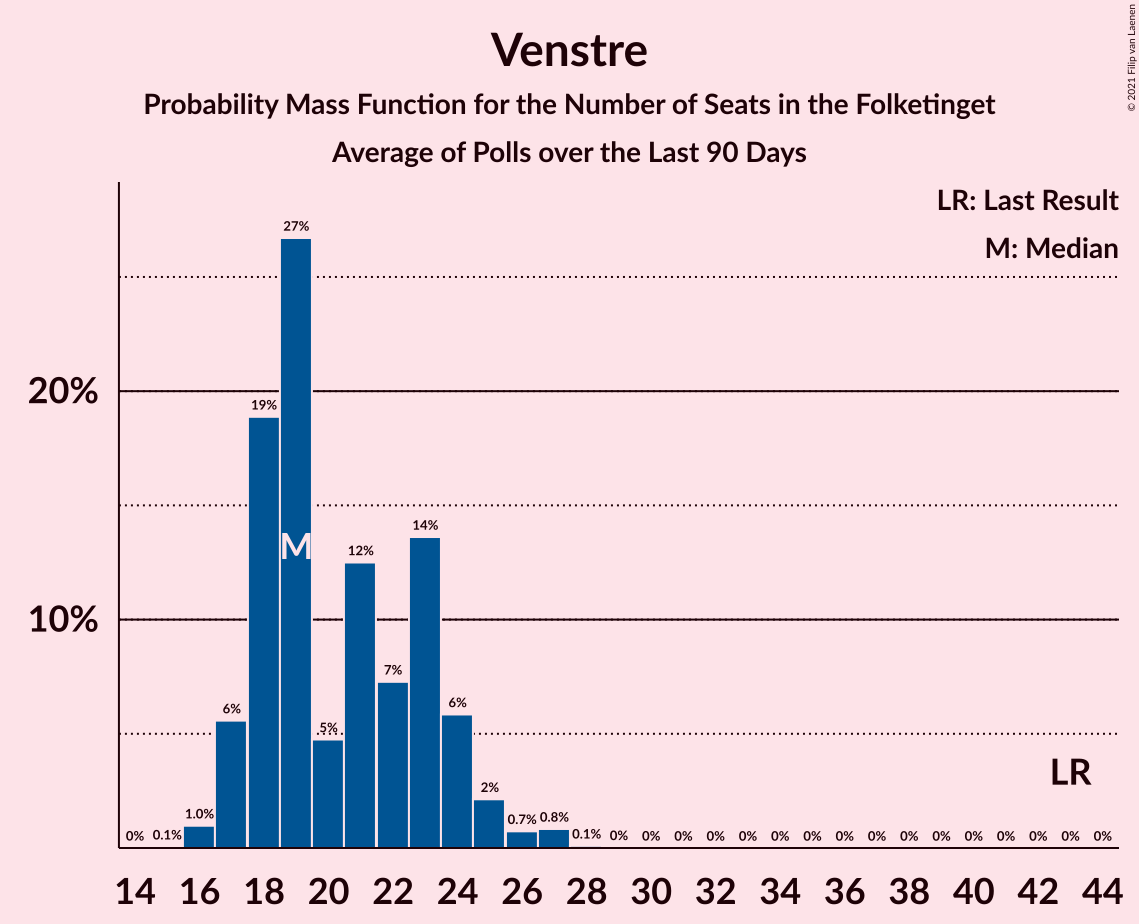 Venstre
Probability Mass Function for the Number of Seats in the Folketinget
Average of Polls over the Last 90 Days
© 2021 Filip van Laenen
LR: Last Result
M: Median
20%
10%
0% 0.1% 1.0% 6% 19% 27% 5% 12% 7% 14% 6% 2% 0.7% 0.8% 0.1% 0% 0% 0% 0% 0% 0% 0% 0% 0% 0% 0% 0% 0% 0% 0% 0%
M
LR
14 16 18 20 22 24 26 28 30 32 34 36 38 40 42 44